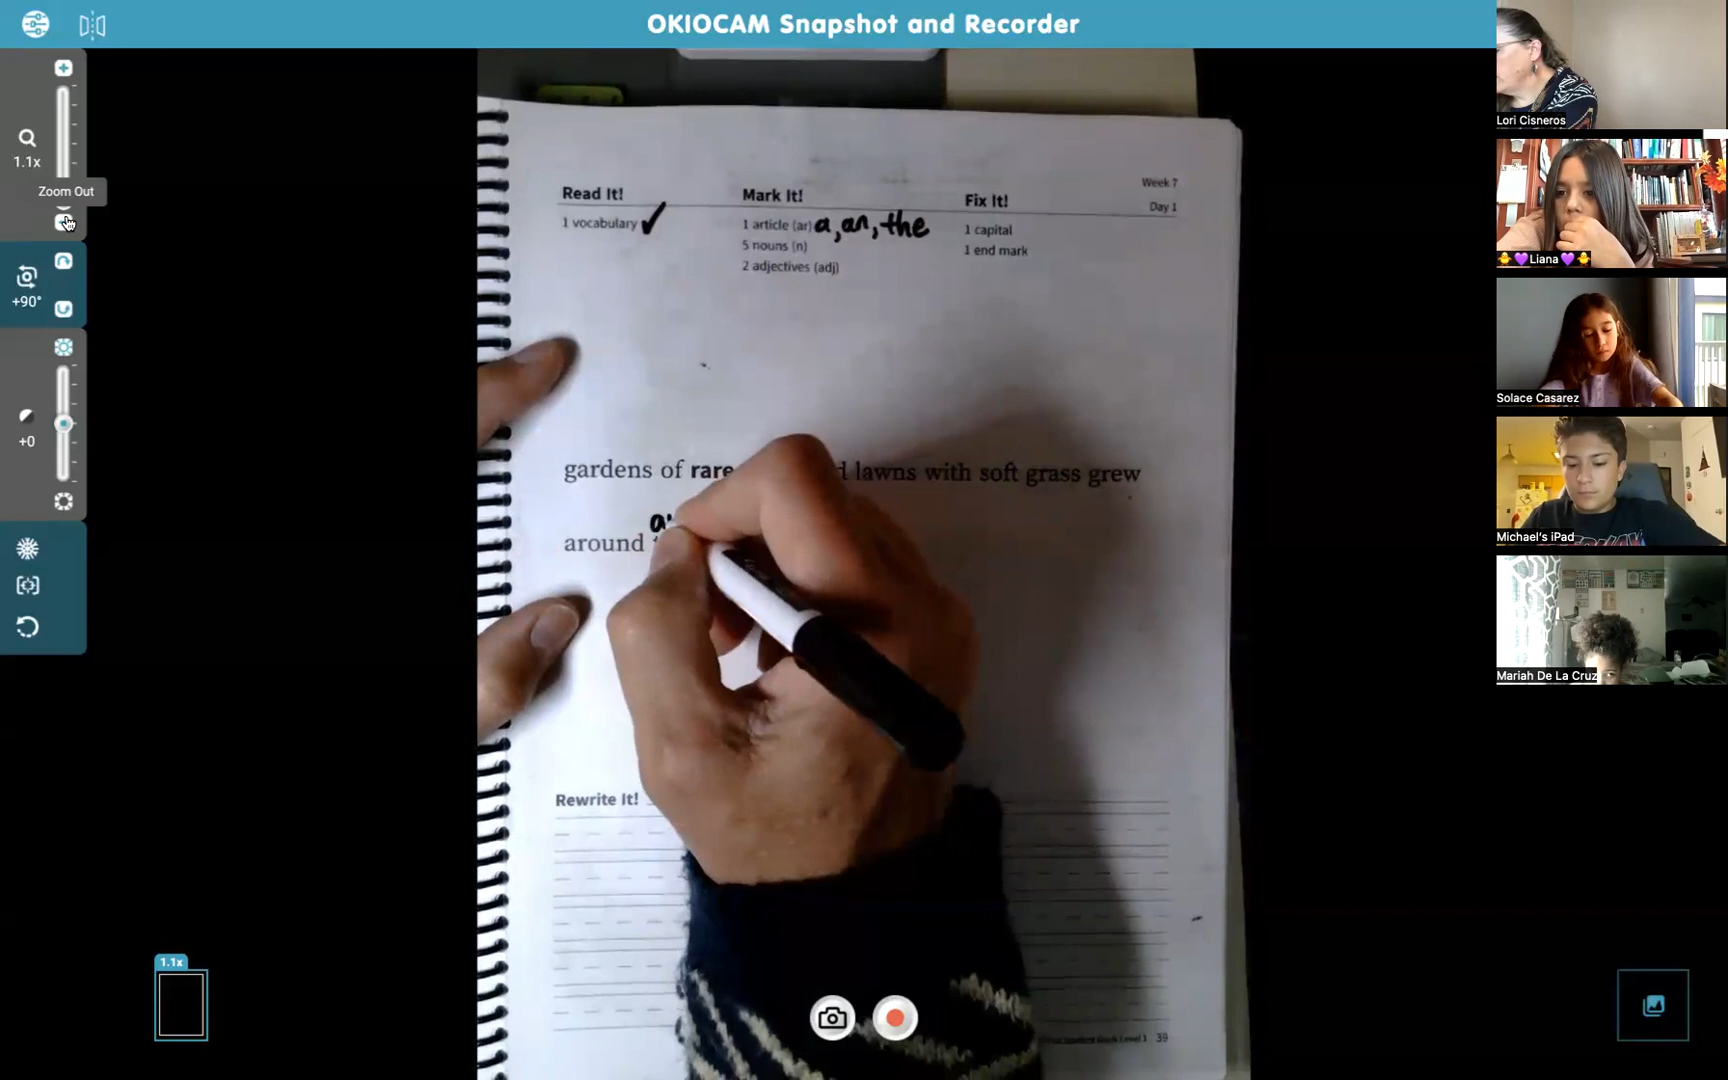 OKIOCAM Snapshot and Recorder
1.1x
Zoom Out
+90°
+0
1.1x
Week 7
Day 1
Read It!
1 vocabulary ✓
Mark It!
1 article (ar) a, an, the
5 nouns (n)
2 adjectives (adj)
Fix It!
1 capital
1 end mark
gardens of rare lawns with soft grass grew
around
Rewrite It!
39
Lori Cisneros
Liana
Solace Casarez
Michael's iPad
Mariah De La Cruz